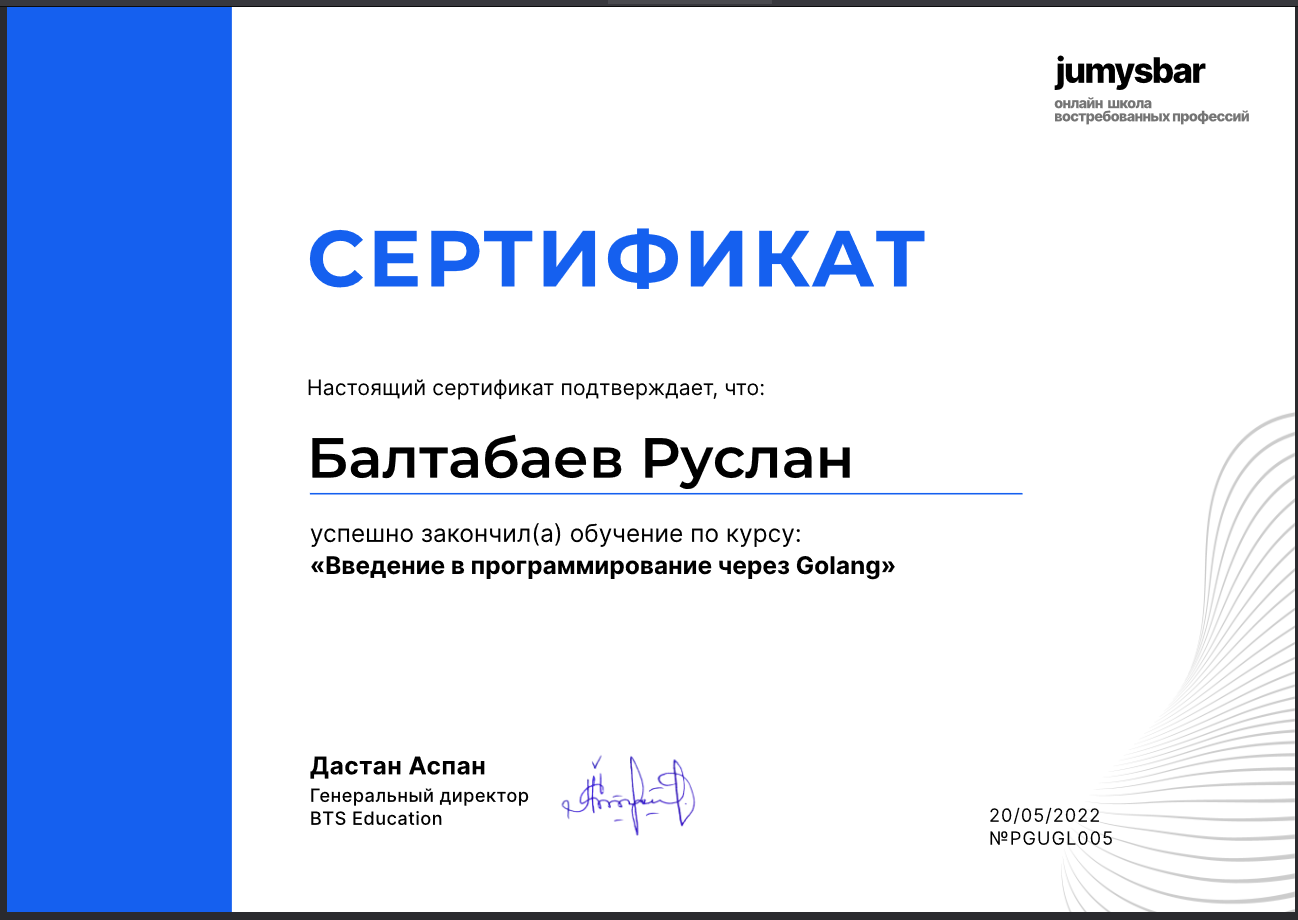 jumysbar
онлайн школа
востребованных профессий
СЕРТИФИКАТ
Настоящий сертификат подтверждает, что:
Балтабаев Руслан
успешно закончил(а) обучение по курсу:
«Введение в программирование через Golang»
Дастан Аспан
Генеральный директор
BTS Education
20/05/2022
№PGUGL005